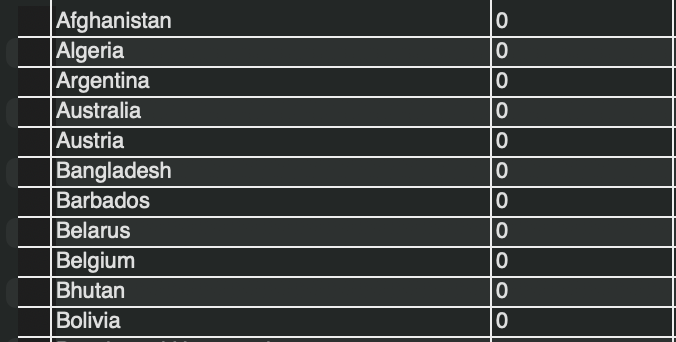 Afghanistan 0
Algeria 0
Argentina 0
Australia 0
Austria 0
Bangladesh 0
Barbados 0
Belarus 0
Belgium 0
Bhutan 0
Bolivia 0